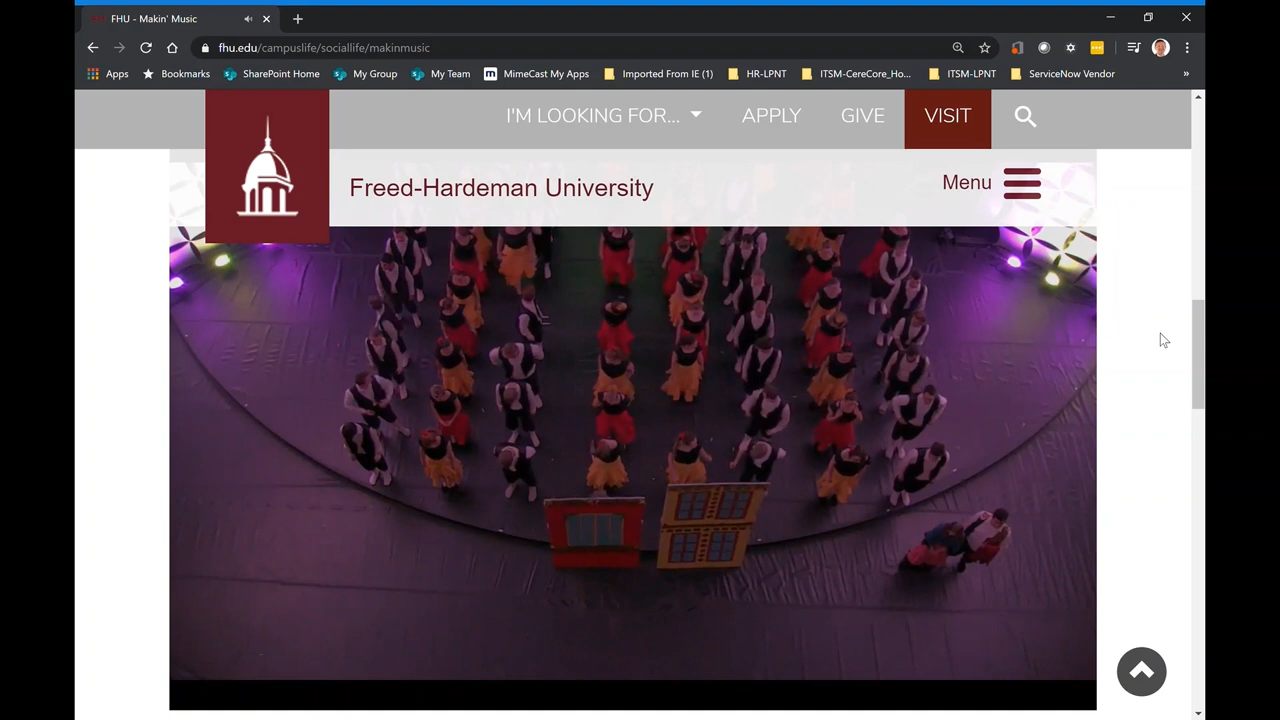 FHU - Makin' Music
fhu.edu/campuslife/sociallife/makinmusic
Apps Bookmarks SharePoint Home My Group My Team MimeCast My Apps Imported From IE (1) HR-LPNT ITSM-CereCore_Ho... ITSM-LPNT ServiceNow Vendor »
I'M LOOKING FOR... APPLY GIVE VISIT
Freed-Hardeman University Menu